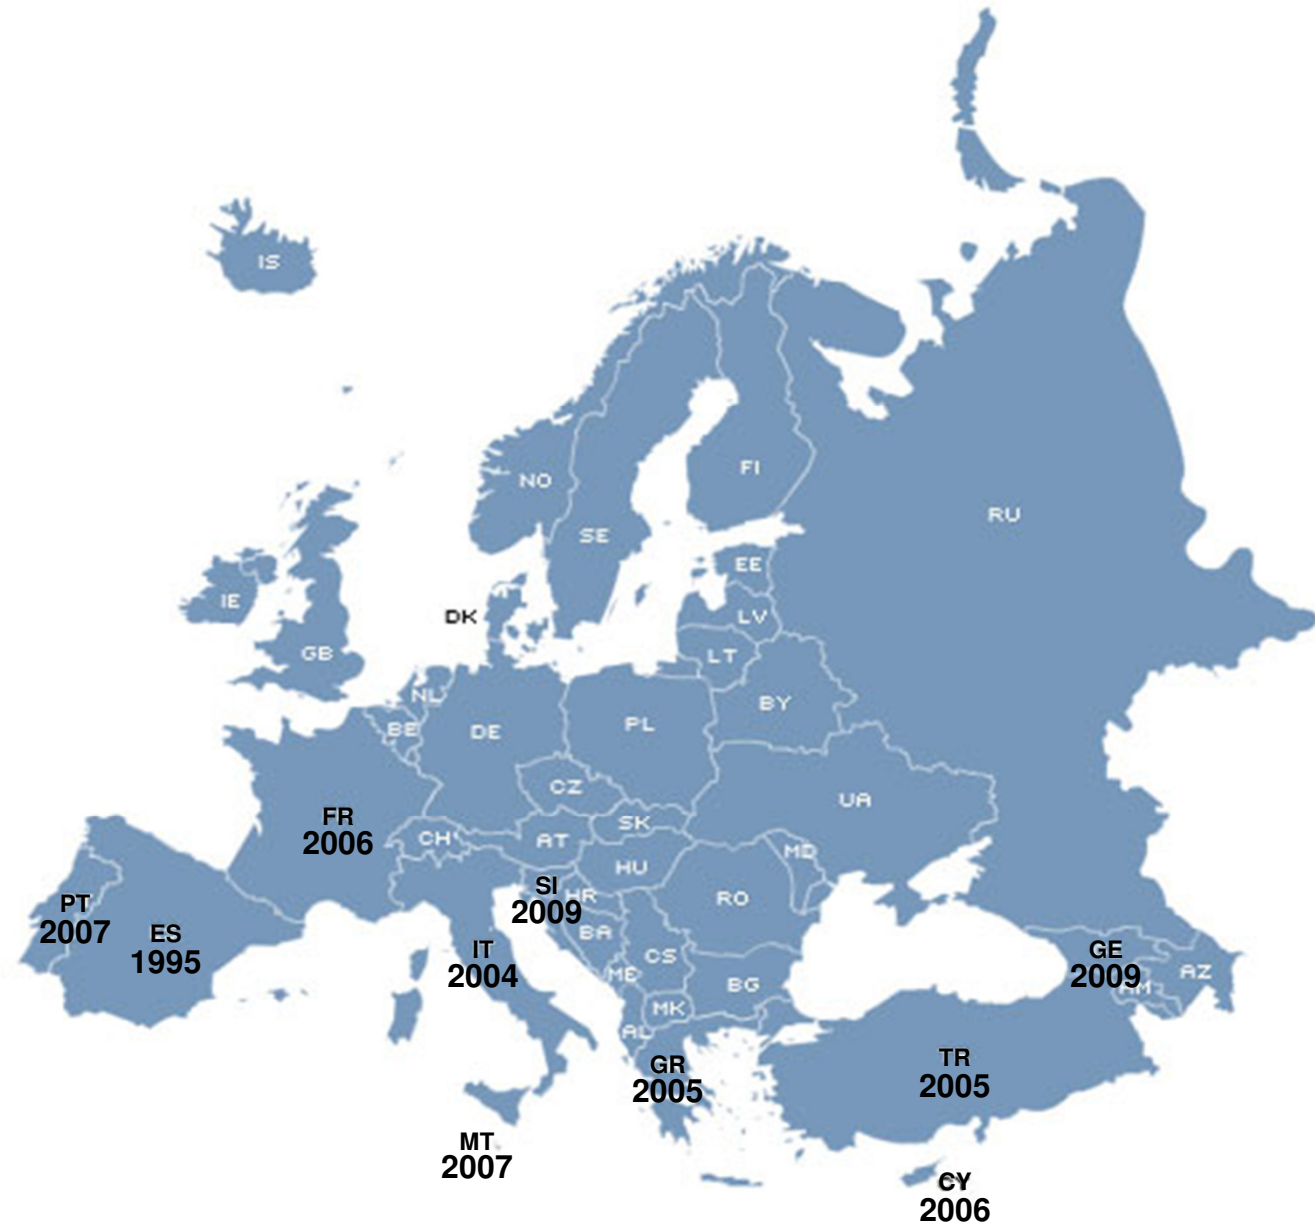 IS
NO
FI
SE
RU
EE
IE
DK
LV
GB
LT
NL
BY
BE
DE
PL
CZ
UA
FR
2006
SK
CH
AT
MD
HU
SI
2009
HR
RO
PT
2007
ES
1995
BA
IT
2004
CS
GE
2009
ME
AZ
BG
AM
MK
AL
GR
2005
TR
2005
MT
2007
CY
2006